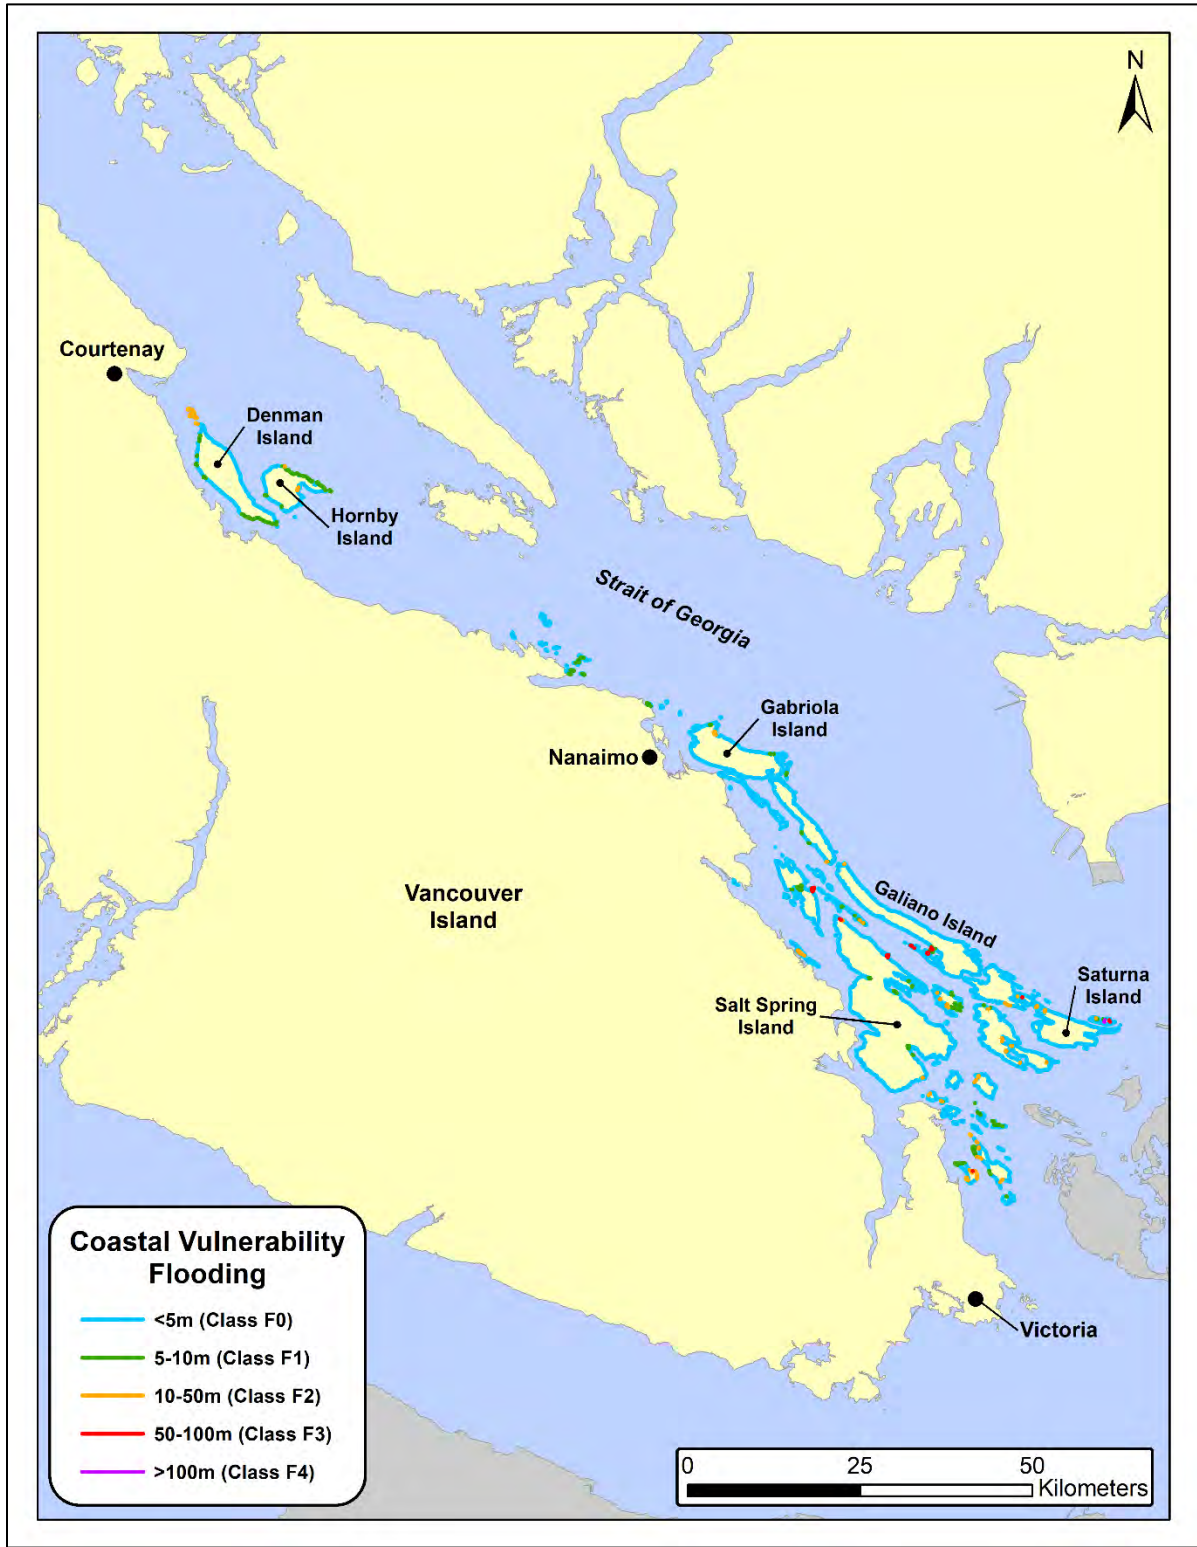 N
Courtenay
Denman
Island
Hornby
Island
Strait of Georgia
Gabriola
Island
Nanaimo
Vancouver
Island
Galiano Island
Saturna
Island
Salt Spring
Island
Victoria
Coastal Vulnerability
Flooding
<5m (Class F0)
5-10m (Class F1)
10-50m (Class F2)
50-100m (Class F3)
>100m (Class F4)
0 25 50
Kilometers